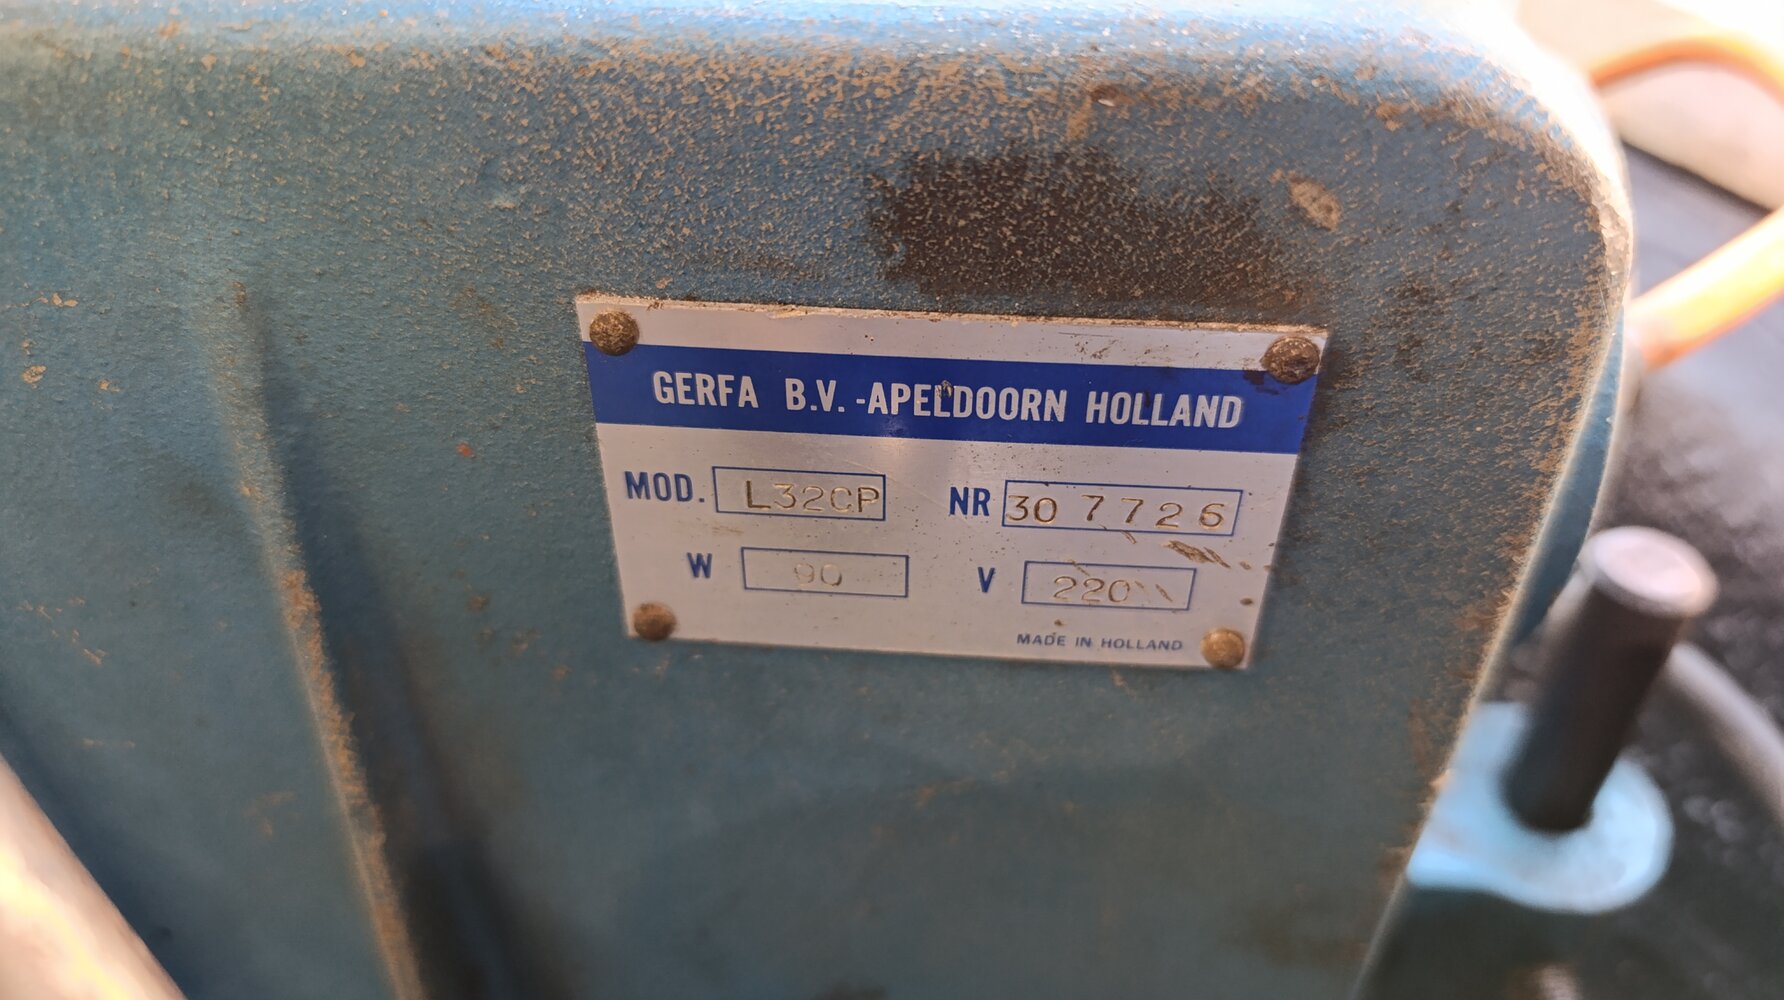 GERFA B.V. -APELDOORN HOLLAND
MOD. L32CP NR 30 7726
W 90 V 220
MADE IN HOLLAND